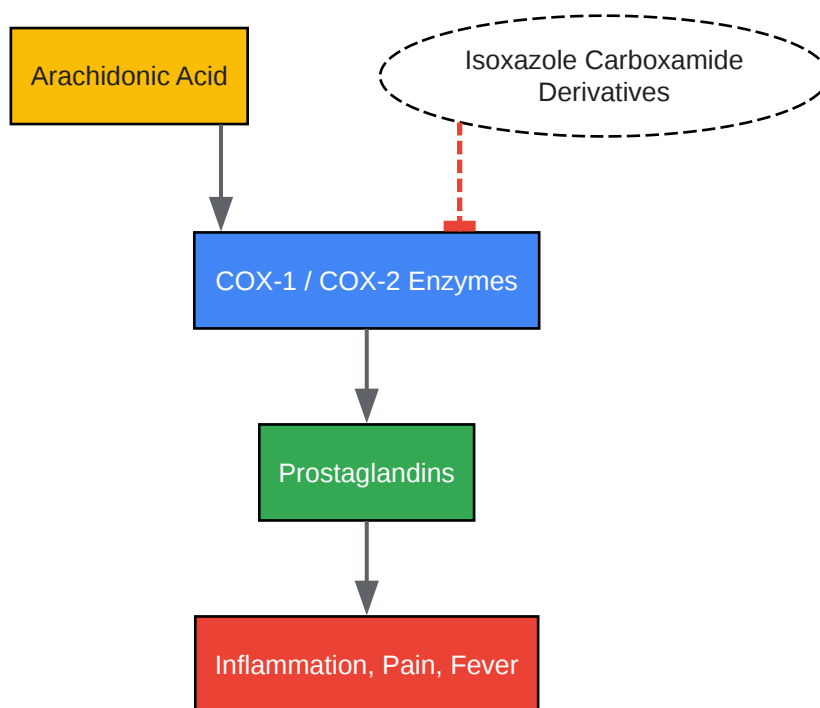 Arachidonic Acid
Isoxazole Carboxamide
Derivatives
COX-1 / COX-2 Enzymes
Prostaglandins
Inflammation, Pain, Fever